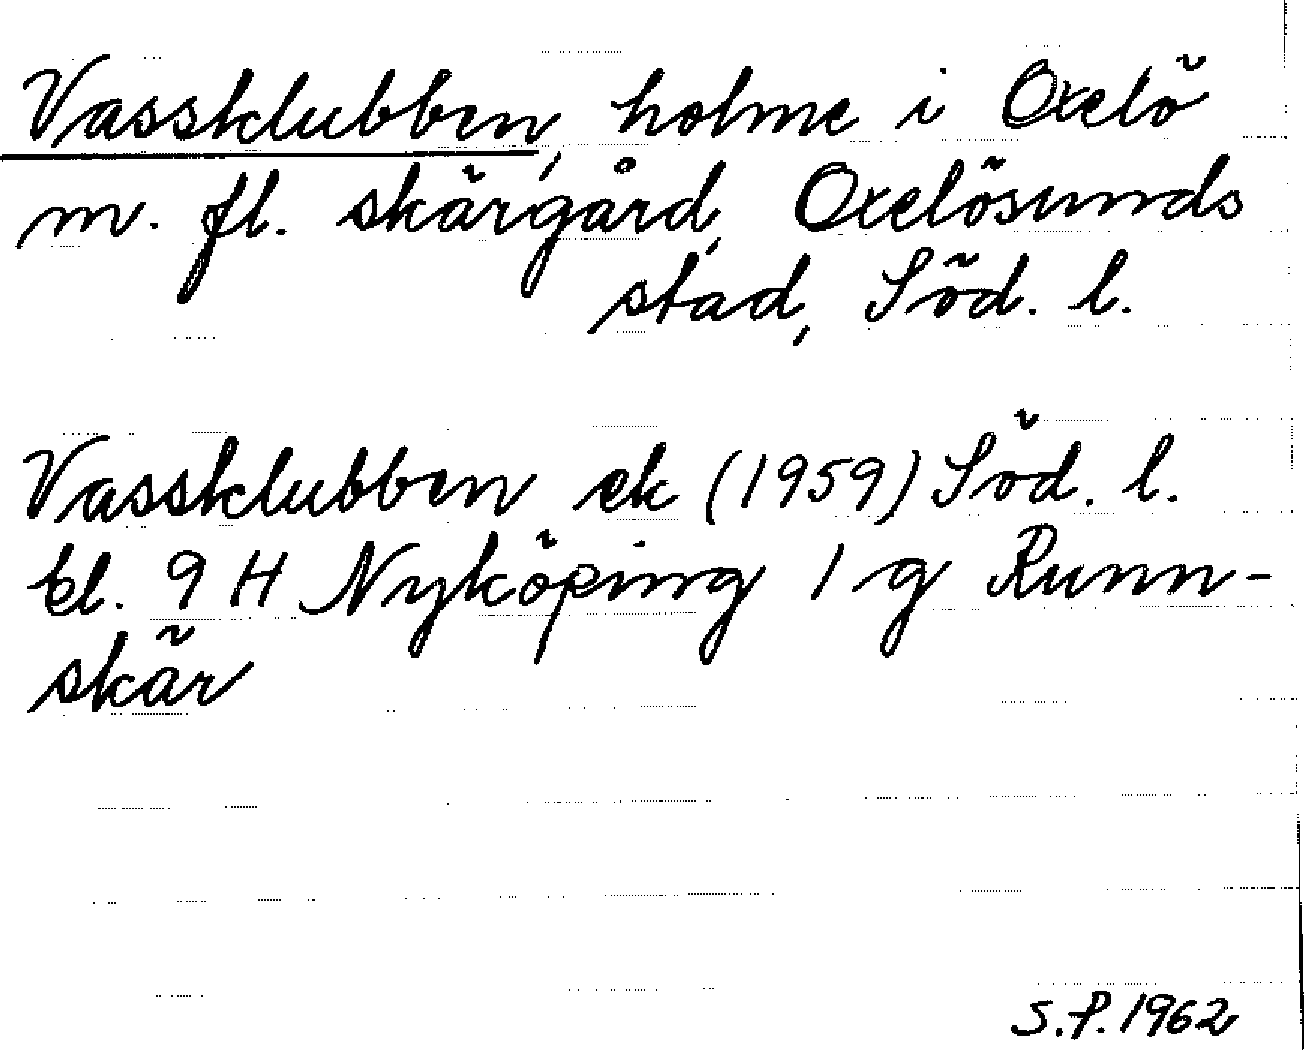 Vassklubben, holme i Oxelö
m. fl. skärgård, Oxelösunds
stad, Söd. l.
Vassklubben ek (1959) Söd. l.
bl. 9 H Nyköping 1 g Runn-
skär
S.P. 1962